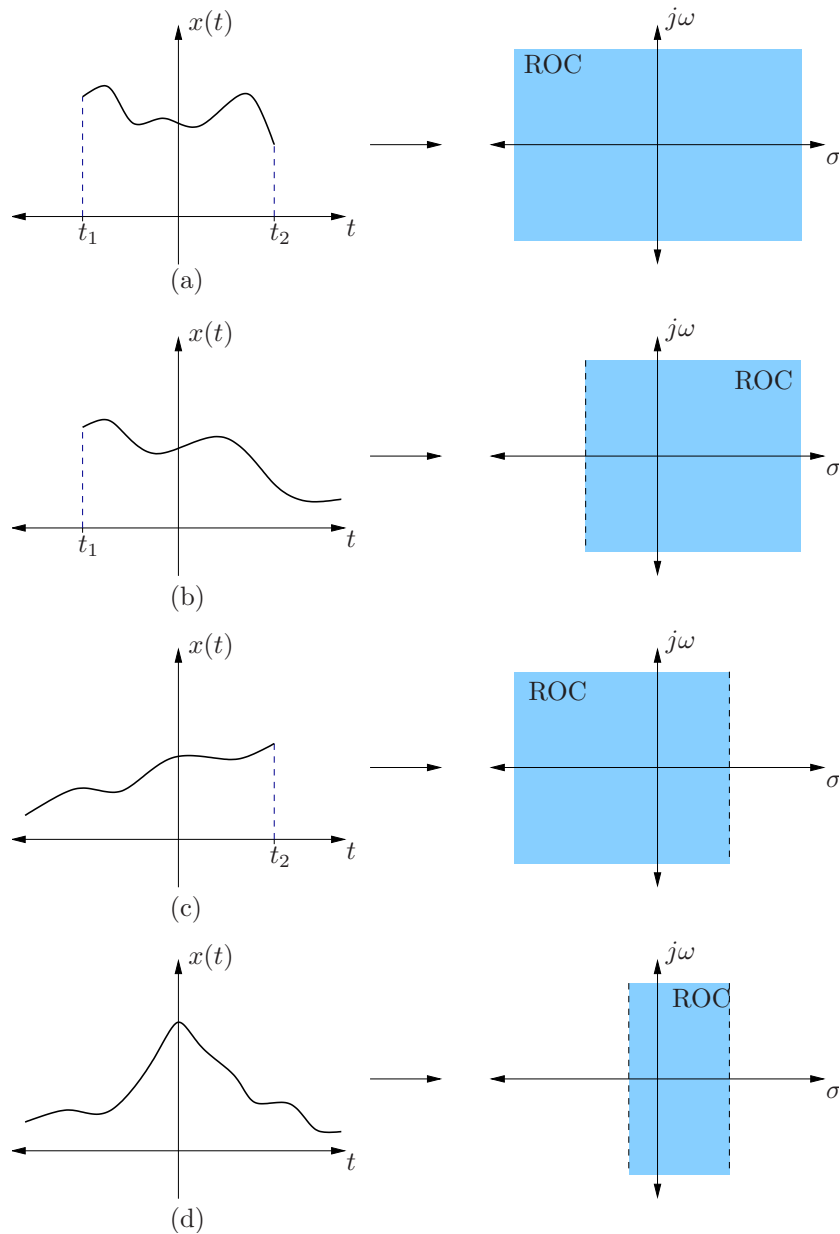 x(t)
jω
ROC
σ
t₁
t₂
t
(a)
x(t)
jω
ROC
σ
t₁
t
(b)
x(t)
jω
ROC
σ
t₂
t
(c)
x(t)
jω
ROC
σ
t
(d)